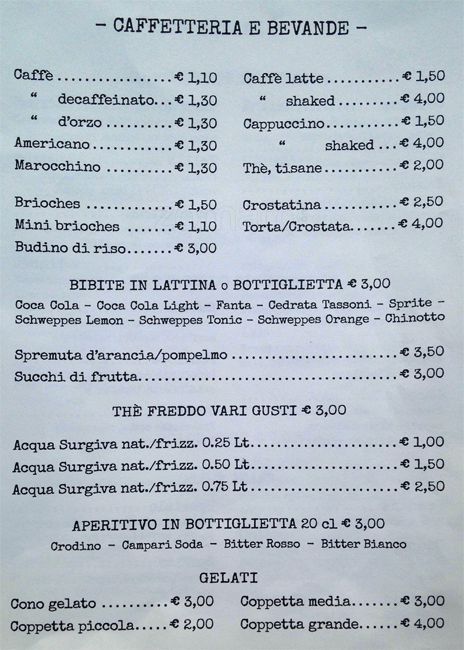 – CAFFETTERIA E BEVANDE –
Caffè ................ € 1,10
“ decaffeinato... € 1,30
“ d'orzo .......... € 1,30
Americano ........... € 1,30
Marocchino .......... € 1,30
Caffè latte ........... € 1,50
“ shaked ......... € 4,00
Cappuccino .......... € 1,50
“ shaked ... € 4,00
Thè, tisane ........... € 2,00
Brioches ............. € 1,50
Mini brioches ....... € 1,10
Budino di riso....... € 3,00
Crostatina ........... € 2,50
Torta/Crostata....... € 4,00
BIBITE IN LATTINA o BOTTIGLIETTA € 3,00
Coca Cola – Coca Cola Light – Fanta – Cedrata Tassoni – Sprite –
Schweppes Lemon – Schweppes Tonic – Schweppes Orange – Chinotto
Spremuta d'arancia/pompelmo ....................... € 3,50
Succhi di frutta.................................... € 3,00
THÈ FREDDO VARI GUSTI € 3,00
Acqua Surgiva nat./frizz. 0.25 Lt..................... € 1,00
Acqua Surgiva nat./frizz. 0.50 Lt..................... € 1,50
Acqua Surgiva nat./frizz. 0.75 Lt..................... € 2,50
APERITIVO IN BOTTIGLIETTA 20 cl € 3,00
Crodino – Campari Soda – Bitter Rosso – Bitter Bianco
GELATI
Cono gelato .......... € 3,00
Coppetta piccola..... € 2,00
Coppetta media....... € 3,00
Coppetta grande...... € 4,00